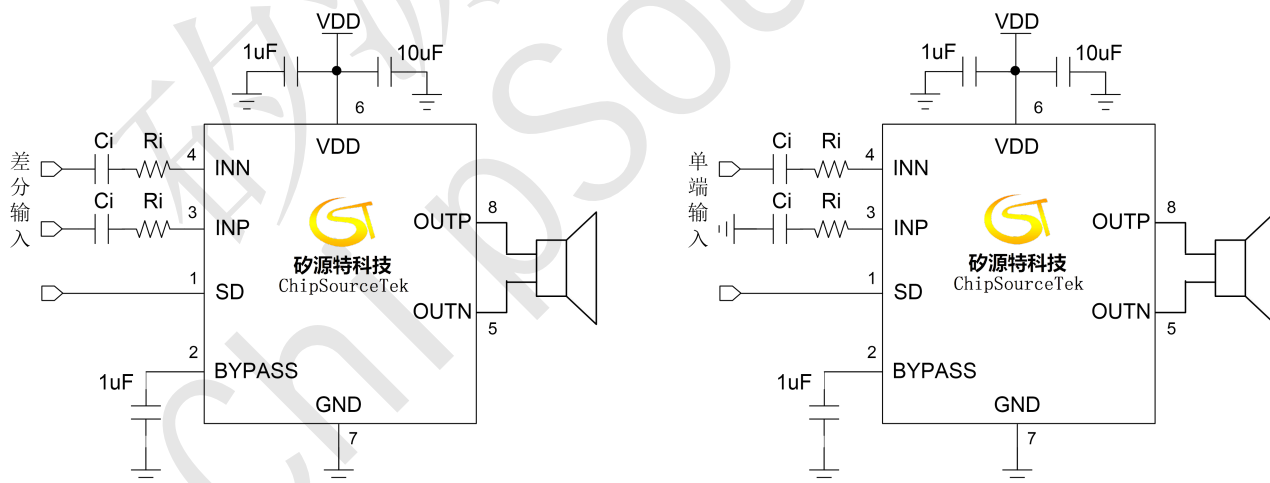 VDD
1uF
10uF
6
VDD
差分输入
Ci
Ri
4
INN
Ci
Ri
3
INP
1
SD
2
BYPASS
1uF
GND
7
矽源特科技
ChipSourceTek
OUTP
8
OUTN
5
VDD
1uF
10uF
6
VDD
单端输入
Ci
Ri
4
INN
Ci
Ri
3
INP
1
SD
2
BYPASS
1uF
GND
7
矽源特科技
ChipSourceTek
OUTP
8
OUTN
5